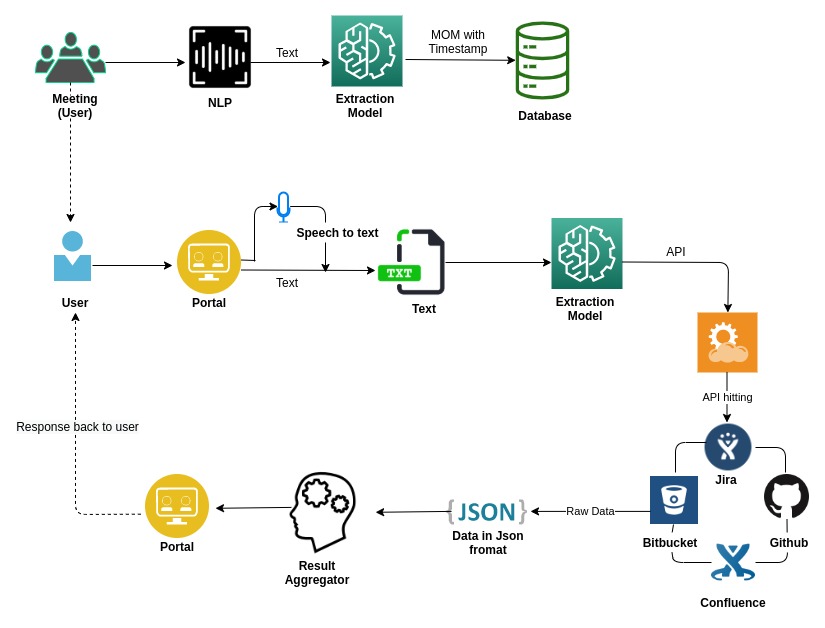 MOM with
Timestamp
Text
Meeting
(User)
NLP
Extraction
Model
Database
Speech to text
TXT
API
Text
User
Portal
Text
Extraction
Model
API hitting
Response back to user
Jira
{JSON}
Raw Data
Data in Json
fromat
Bitbucket
Github
Portal
Result
Aggregator
Confluence